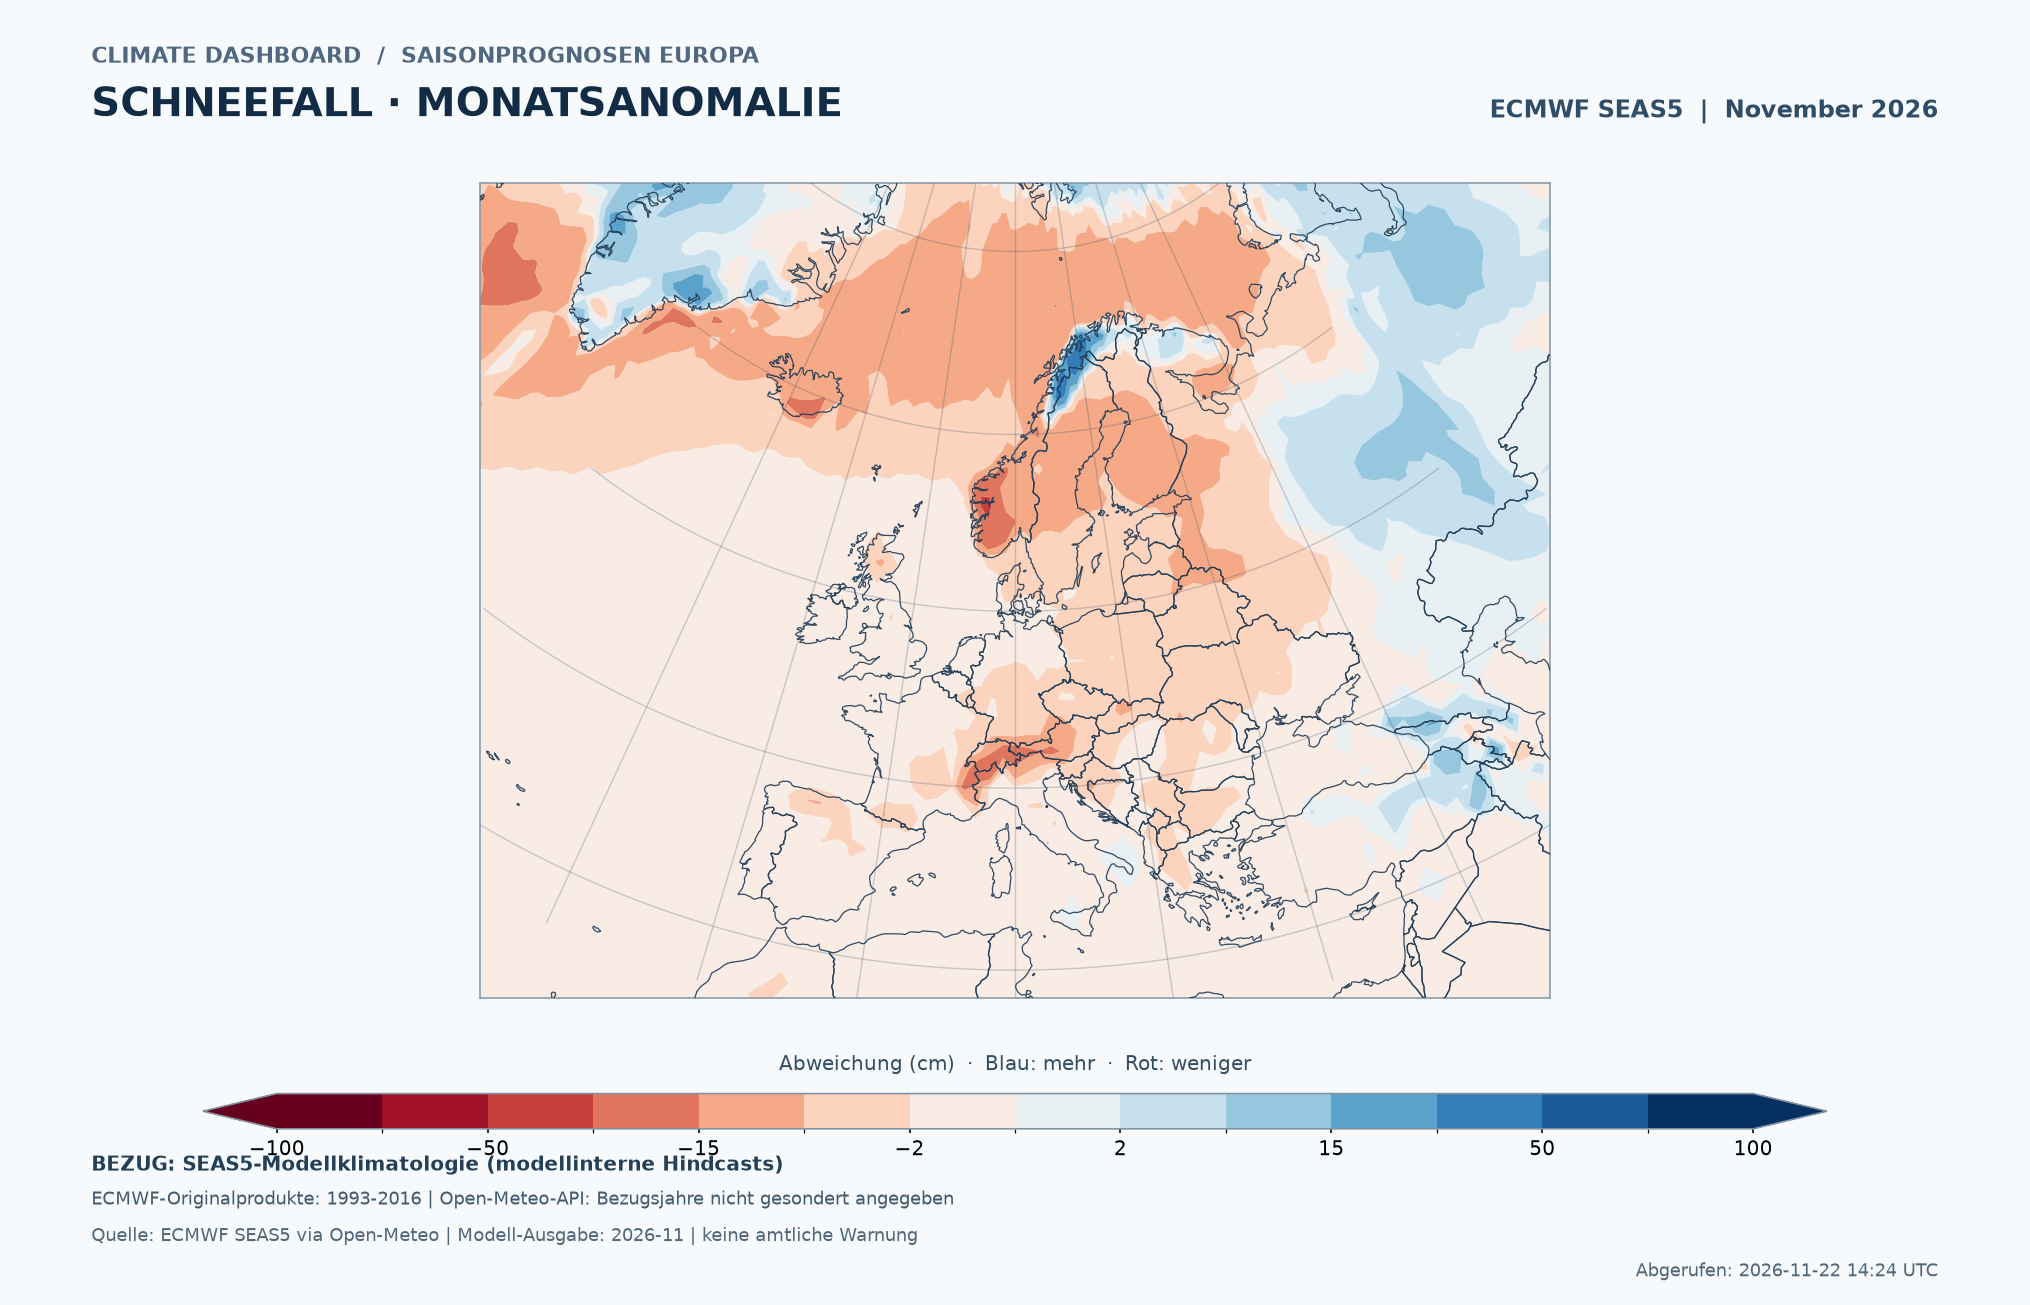 CLIMATE DASHBOARD / SAISONPROGNOSEN EUROPA
SCHNEEFALL · MONATSANOMALIE
ECMWF SEAS5 | November 2026
Abweichung (cm) · Blau: mehr · Rot: weniger
−100 −50 −15 −2 2 15 50 100
BEZUG: SEAS5-Modellklimatologie (modellinterne Hindcasts)
ECMWF-Originalprodukte: 1993-2016 | Open-Meteo-API: Bezugsjahre nicht gesondert angegeben
Quelle: ECMWF SEAS5 via Open-Meteo | Modell-Ausgabe: 2026-11 | keine amtliche Warnung
Abgerufen: 2026-11-22 14:24 UTC